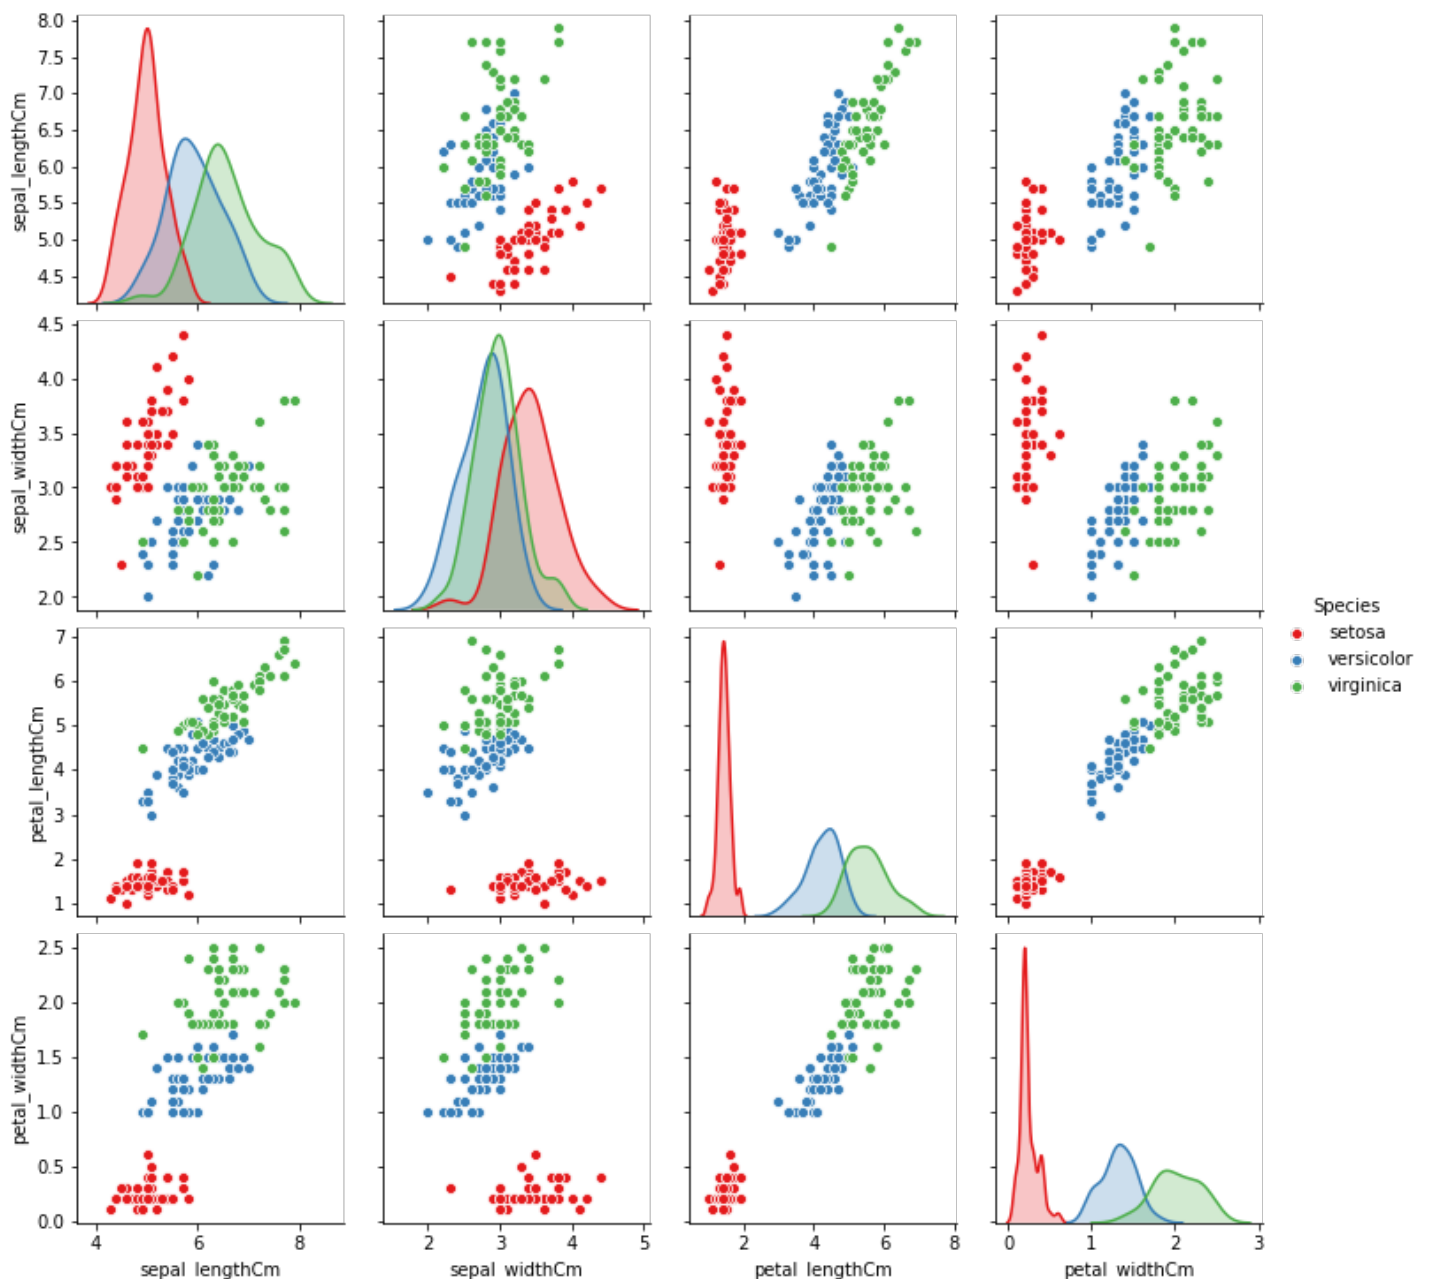 8.0
7.5
7.0
6.5
6.0
5.5
5.0
4.5
sepal_lengthCm
4.5
4.0
3.5
3.0
2.5
2.0
sepal_widthCm
Species
setosa
versicolor
virginica
7
6
5
4
3
2
1
petal_lengthCm
2.5
2.0
1.5
1.0
0.5
0.0
petal_widthCm
4 6 8
2 3 4 5
2 4 6 8
0 1 2 3
sepal_lengthCm
sepal_widthCm
petal_lengthCm
petal_widthCm